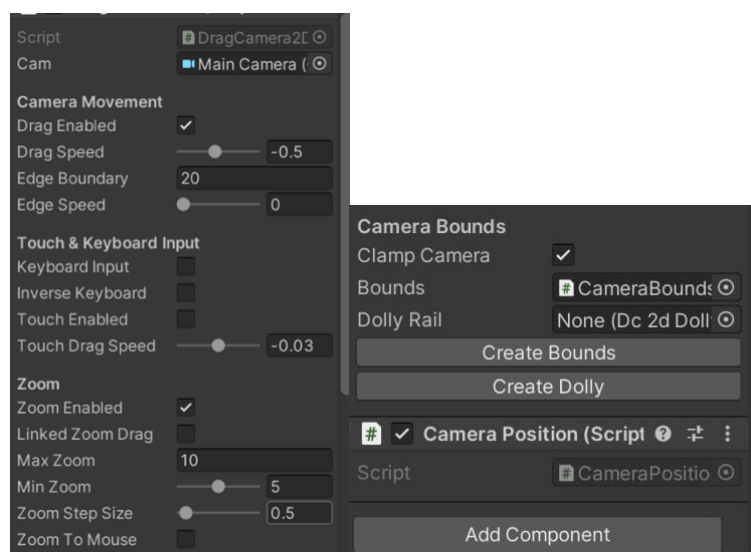 Script DragCamera2D
Cam Main Camera (
Camera Movement
Drag Enabled
Drag Speed -0.5
Edge Boundary 20
Edge Speed 0
Touch & Keyboard Input
Keyboard Input
Inverse Keyboard
Touch Enabled
Touch Drag Speed -0.03
Zoom
Zoom Enabled
Linked Zoom Drag
Max Zoom 10
Min Zoom 5
Zoom Step Size 0.5
Zoom To Mouse
Camera Bounds
Clamp Camera
Bounds # CameraBounds
Dolly Rail None (Dc 2d Doll
Create Bounds
Create Dolly
# Camera Position (Script
Script # CameraPositio
Add Component